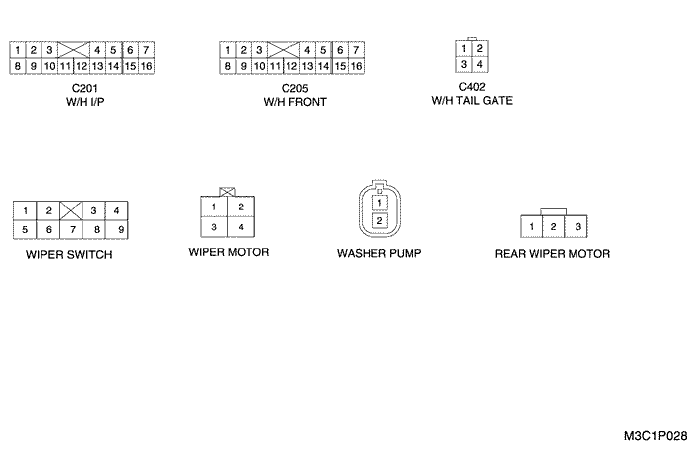 1 2 3 4 5 6 7
8 9 10 11 12 13 14 15 16
C201
W/H I/P
1 2 3 4 5 6 7
8 9 10 11 12 13 14 15 16
C205
W/H FRONT
1 2
3 4
C402
W/H TAIL GATE
1 2 3 4
5 6 7 8 9
WIPER SWITCH
1 2
3 4
WIPER MOTOR
1
2
WASHER PUMP
1 2 3
REAR WIPER MOTOR
M3C1P028